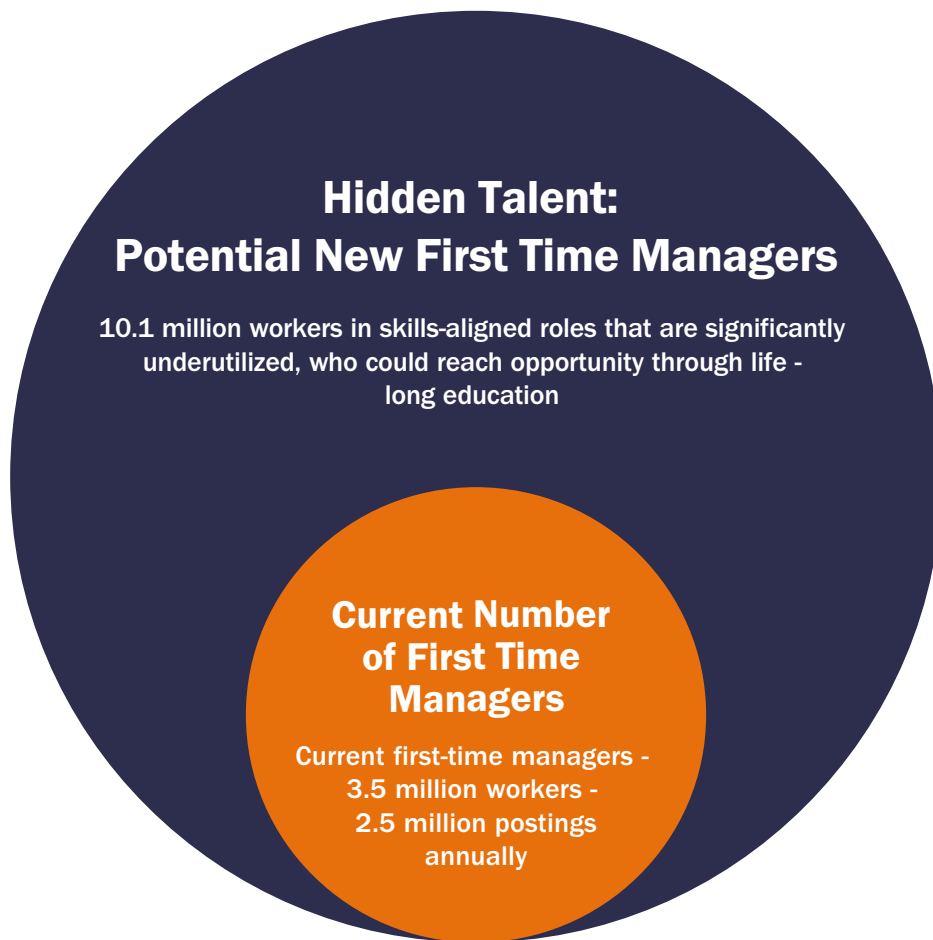 Hidden Talent:
Potential New First Time Managers
10.1 million workers in skills-aligned roles that are significantly
underutilized, who could reach opportunity through life -
long education
Current Number
of First Time
Managers
Current first-time managers -
3.5 million workers -
2.5 million postings
annually